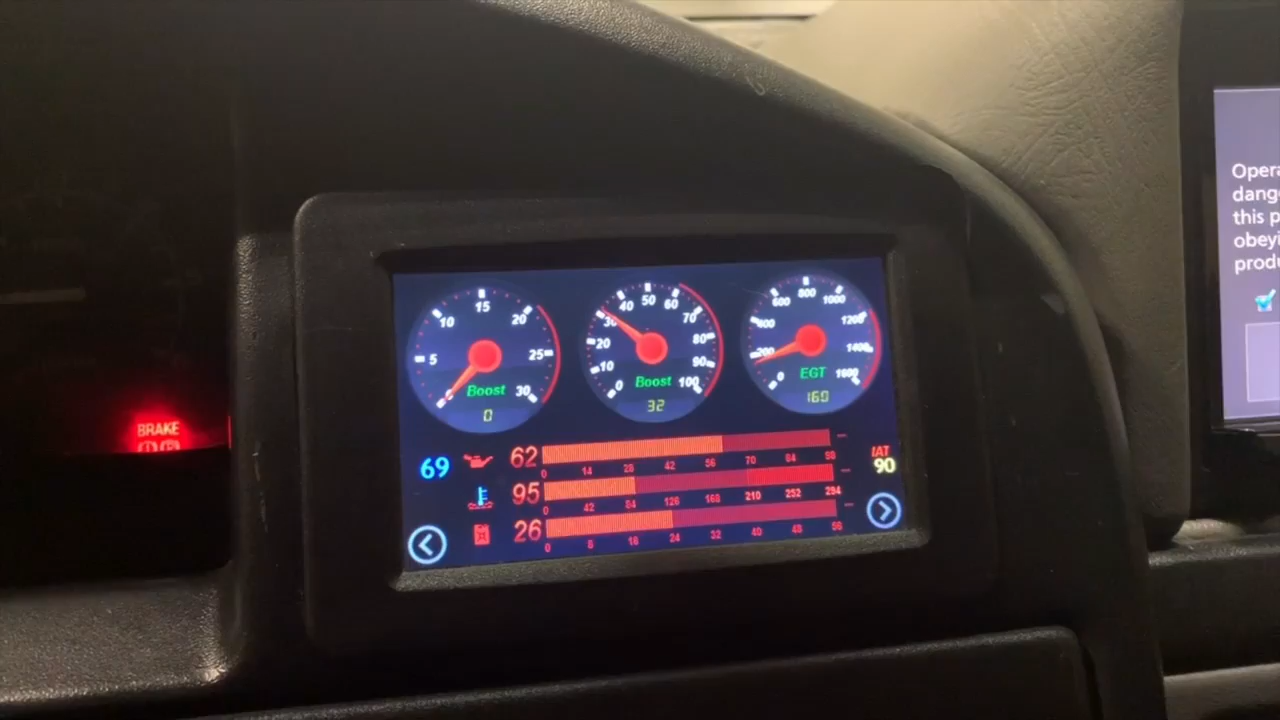 BRAKE
0 5 10 15 20 25 30
Boost
0
0 10 20 30 40 50 60 70 80 90 100
Boost
32
0 200 400 600 800 1000 1200 1400 1600
EGT
160
69
62
0 14 28 42 56 70 84 98
95
0 42 84 126 168 210 252 294
26
0 8 16 24 32 40 48 56
IAT
90
Opera
dang
this p
obeyi
produ